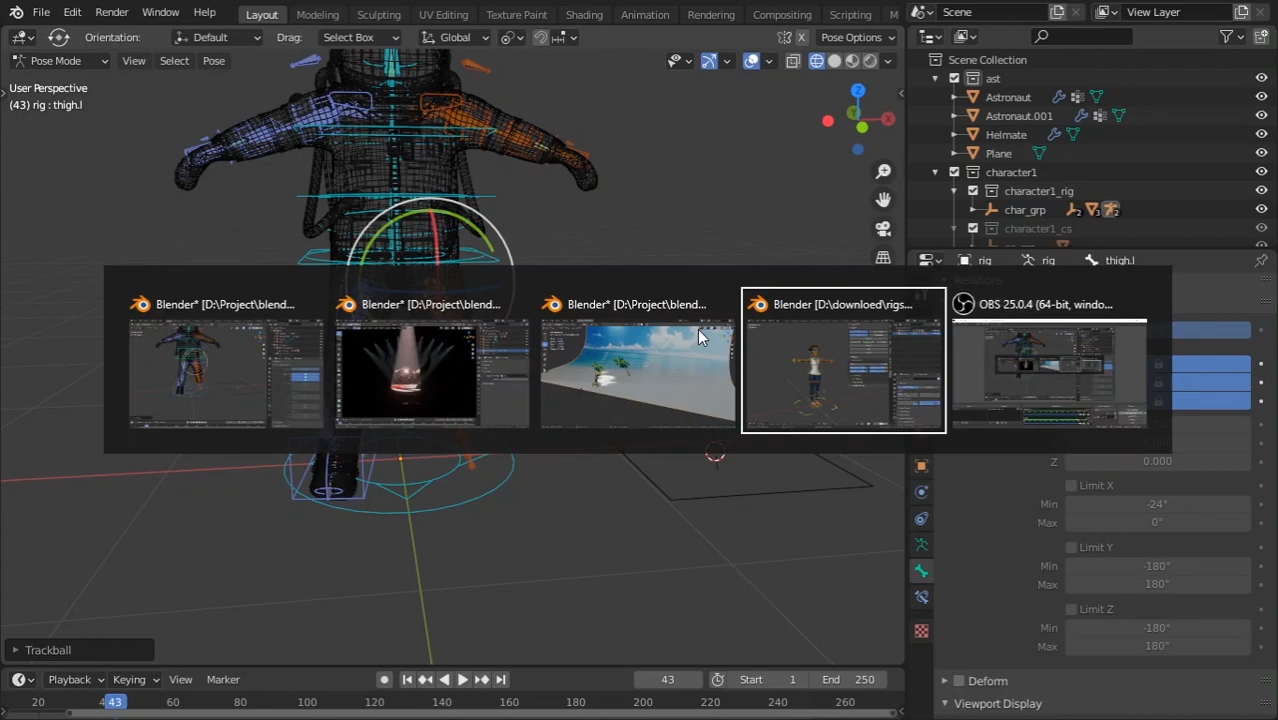 File Edit Render Window Help Layout Modeling Sculpting UV Editing Texture Paint Shading Animation Rendering Compositing Scripting Scene View Layer
Orientation: Default Drag: Select Box Global X Pose Options
Pose Mode View Select Pose
Scene Collection
User Perspective
(43) rig : thigh.l
ast
Astronaut
Astronaut.001
Helmate
Plane
character1
character1_rig
char_grp
character1_cs
rig rig thigh.l
Relations
Blender* [D:\Project\blend...
Blender* [D:\Project\blend...
Blender* [D:\Project\blend...
Blender [D:\downloed\rigs...
OBS 25.0.4 (64-bit, windo...
Z 0.000
Limit X
Min -24°
Max 0°
Limit Y
Min -180°
Max 180°
Limit Z
Min -180°
Max 180°
Trackball
Deform
Viewport Display
Playback Keying View Marker 43 Start 1 End 250
20 43 60 80 100 120 140 160 180 200 220 240 260